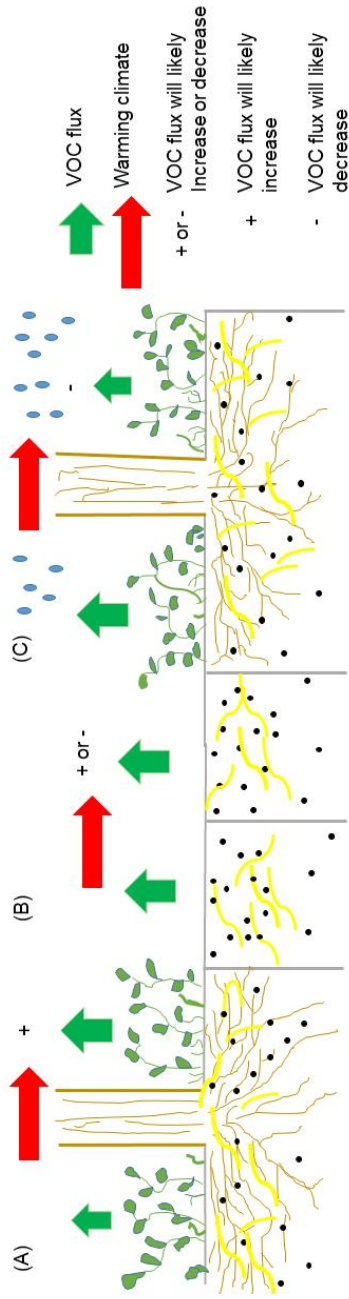 (A)
+
(B)
+ or -
(C)
-
VOC flux
Warming climate
+ or -
VOC flux will likely
Increase or decrease
+
VOC flux will likely
increase
-
VOC flux will likely
decrease